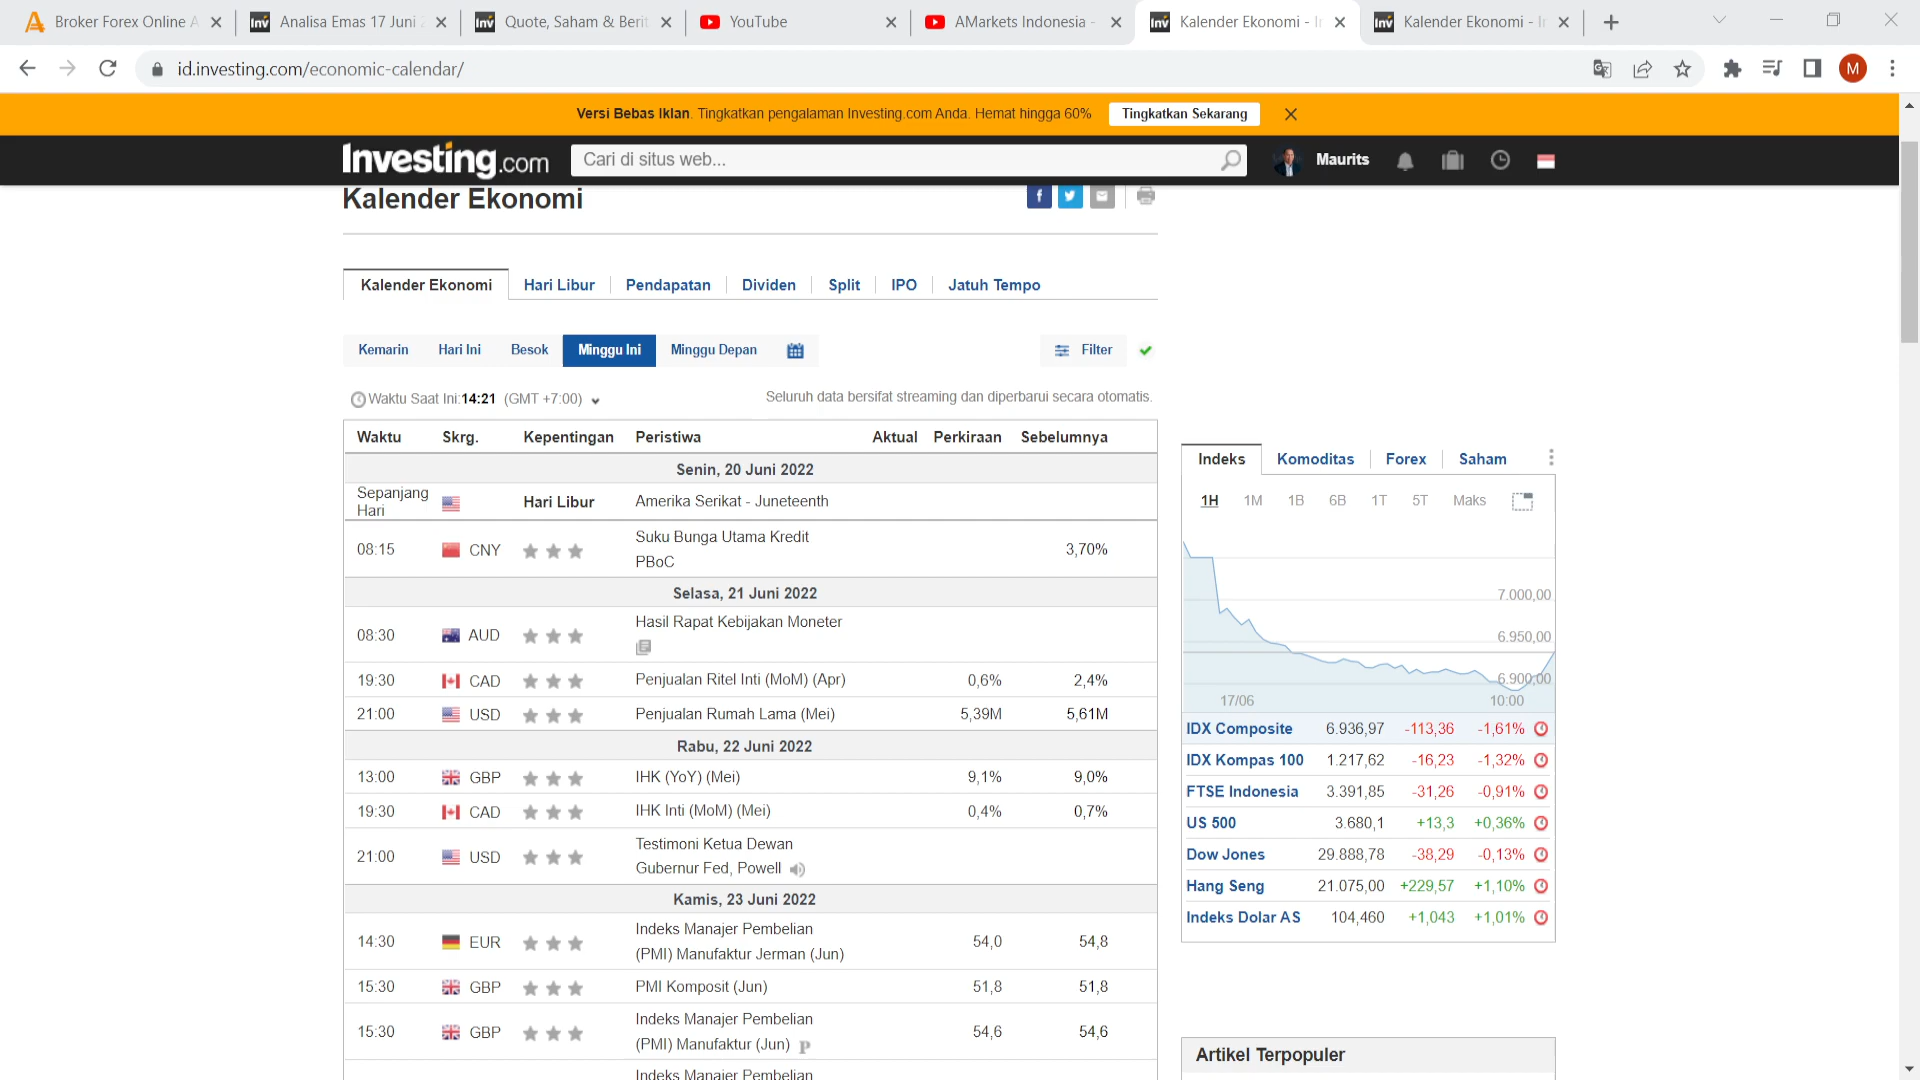 Broker Forex Online A
Analisa Emas 17 Juni 2
Quote, Saham & Berit
YouTube
AMarkets Indonesia -
Kalender Ekonomi - In
Kalender Ekonomi - In
id.investing.com/economic-calendar/
M
Versi Bebas Iklan. Tingkatkan pengalaman Investing.com Anda. Hemat hingga 60% Tingkatkan Sekarang
Investing.com
Cari di situs web...
Maurits
Kalender Ekonomi
Kalender Ekonomi Hari Libur Pendapatan Dividen Split IPO Jatuh Tempo
Kemarin Hari Ini Besok Minggu Ini Minggu Depan Filter
Waktu Saat Ini:14:21 (GMT +7:00) Seluruh data bersifat streaming dan diperbarui secara otomatis.
Waktu Skrg. Kepentingan Peristiwa Aktual Perkiraan Sebelumnya
Senin, 20 Juni 2022
Sepanjang
Hari
Hari Libur Amerika Serikat - Juneteenth
08:15 CNY Suku Bunga Utama Kredit
PBoC 3,70%
Selasa, 21 Juni 2022
08:30 AUD Hasil Rapat Kebijakan Moneter
19:30 CAD Penjualan Ritel Inti (MoM) (Apr) 0,6% 2,4%
21:00 USD Penjualan Rumah Lama (Mei) 5,39M 5,61M
Rabu, 22 Juni 2022
13:00 GBP IHK (YoY) (Mei) 9,1% 9,0%
19:30 CAD IHK Inti (MoM) (Mei) 0,4% 0,7%
21:00 USD Testimoni Ketua Dewan
Gubernur Fed, Powell
Kamis, 23 Juni 2022
14:30 EUR Indeks Manajer Pembelian
(PMI) Manufaktur Jerman (Jun) 54,0 54,8
15:30 GBP PMI Komposit (Jun) 51,8 51,8
15:30 GBP Indeks Manajer Pembelian
(PMI) Manufaktur (Jun) P 54,6 54,6
Indeks Manajer Pembelian
Indeks Komoditas Forex Saham
1H 1M 1B 6B 1T 5T Maks
7.000,00
6.950,00
6.900,00
17/06 10:00
IDX Composite 6.936,97 -113,36 -1,61%
IDX Kompas 100 1.217,62 -16,23 -1,32%
FTSE Indonesia 3.391,85 -31,26 -0,91%
US 500 3.680,1 +13,3 +0,36%
Dow Jones 29.888,78 -38,29 -0,13%
Hang Seng 21.075,00 +229,57 +1,10%
Indeks Dolar AS 104,460 +1,043 +1,01%
Artikel Terpopuler